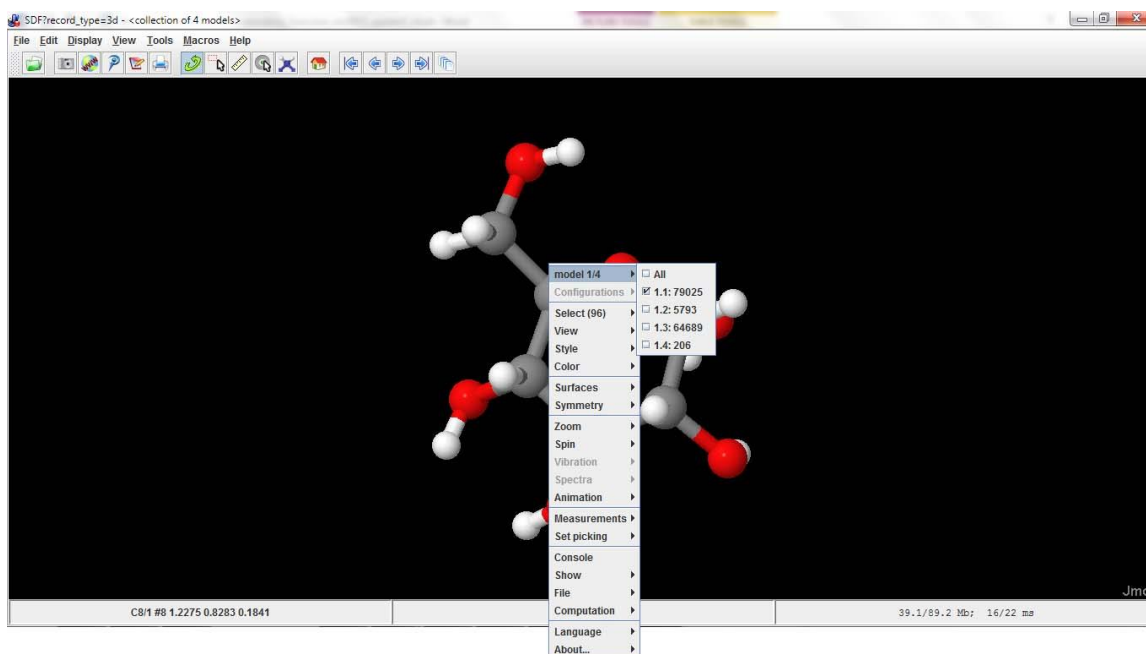 SDF?record_type=3d - <collection of 4 models>
File Edit Display View Tools Macros Help
model 1/4
All
Configurations
1.1: 79025
1.2: 5793
Select (96)
View
1.3: 64689
Style
1.4: 206
Color
Surfaces
Symmetry
Zoom
Spin
Vibration
Spectra
Animation
Measurements
Set picking
Console
Show
File
Computation
Language
About...
Jmo
C8/1 #8 1.2275 0.8283 0.1841
39.1/89.2 Mb; 16/22 ms